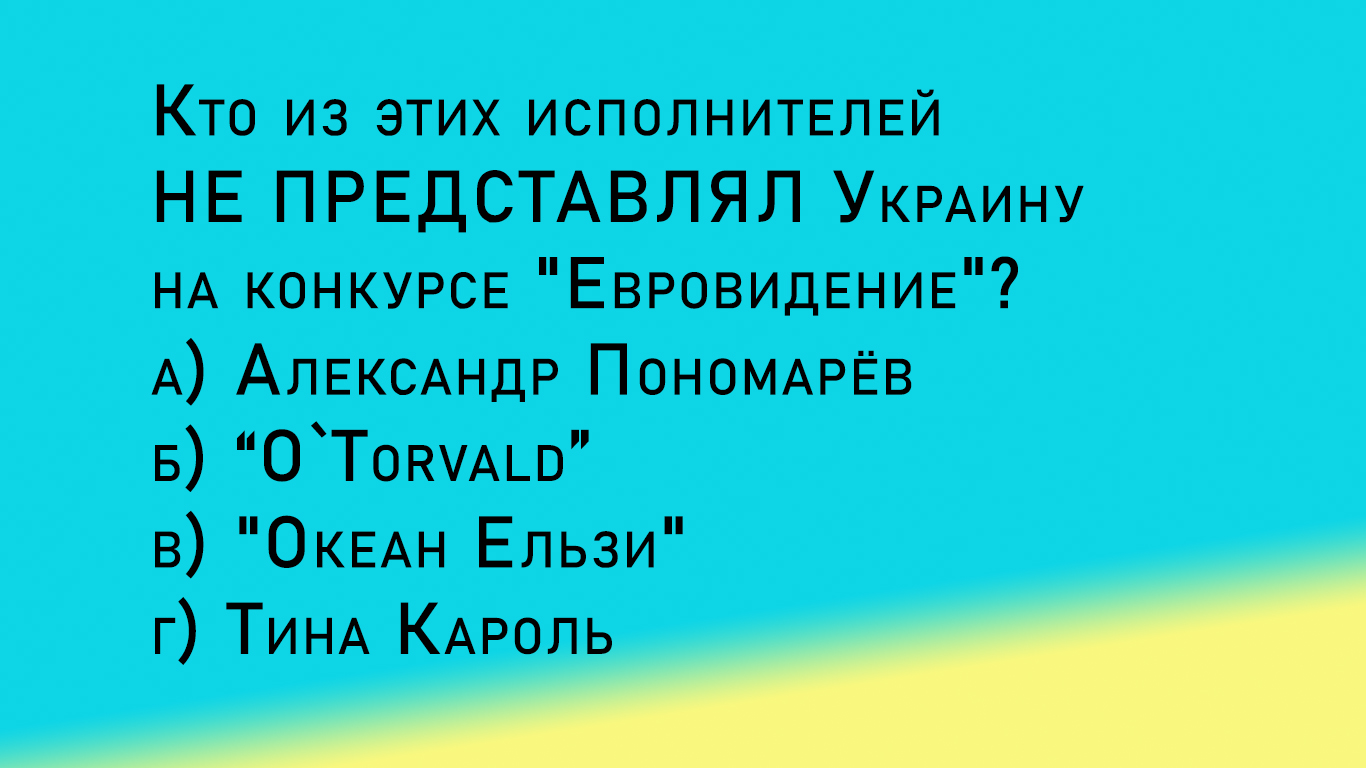 Кто из этих исполнителей
НЕ ПРЕДСТАВЛЯЛ Украину
на конкурсе "Евровидение"?
а) Александр Пономарёв
б) “O`Torvald”
в) "Океан Ельзи"
г) Тина Кароль